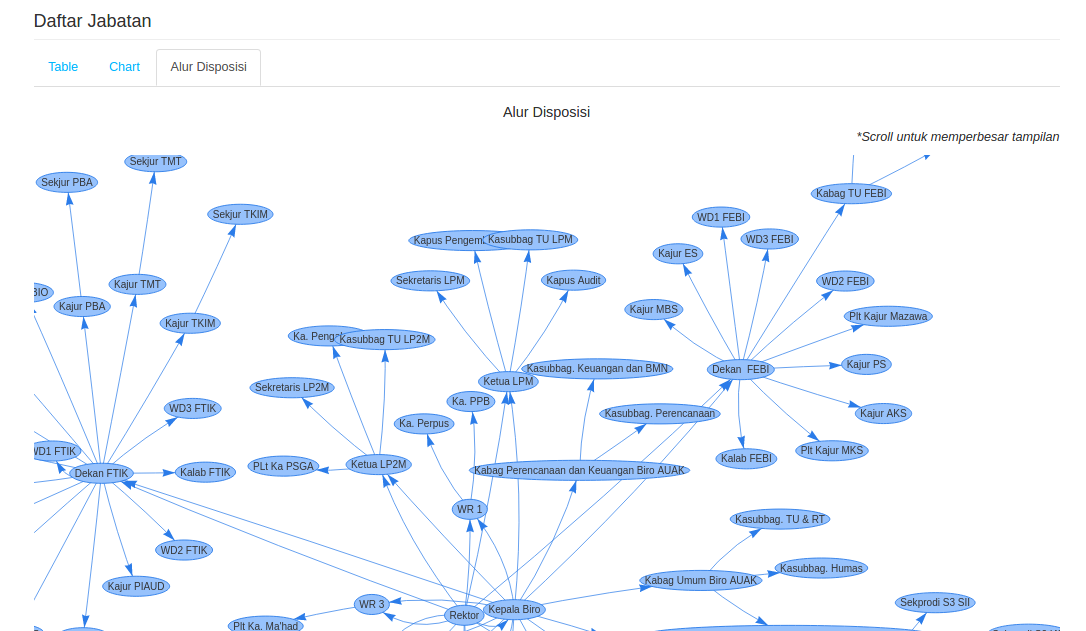 Daftar Jabatan
Table
Chart
Alur Disposisi
Alur Disposisi
*Scroll untuk memperbesar tampilan
Sekjur TMT
Sekjur PBA
Kabag TU FEBI
Sekjur TKIM
WD1 FEBI
Kasubbag TU LPM
WD3 FEBI
Kajur ES
Sekretaris LPM
Kapus Audit
WD2 FEBI
Kajur TMT
BIO
Kajur PBA
Kajur MBS
Plt Kajur Mazawa
Kajur TKIM
Ka.
Kasubbag TU LP2M
Kajur PS
Kasubbag. Keuangan dan BMN
Dekan FEBI
Ketua LPM
Sekretaris LP2M
Ka. PPB
WD3 FTIK
Kasubbag. Perencanaan
Kajur AKS
Ka. Perpus
WD1 FTIK
Plt Kajur MKS
Kalab FEBI
Ketua LP2M
PLt Ka PSGA
Kabag Perencanaan dan Keuangan Biro AUAK
Dekan FTIK
Kalab FTIK
WR 1
Kasubbag. TU & RT
WD2 FTIK
Kasubbag. Humas
Kabag Umum Biro AUAK
Kajur PIAUD
WR 3
Sekprodi S3 SII
Kepala Biro
Rektor
Plt Ka. Ma'had